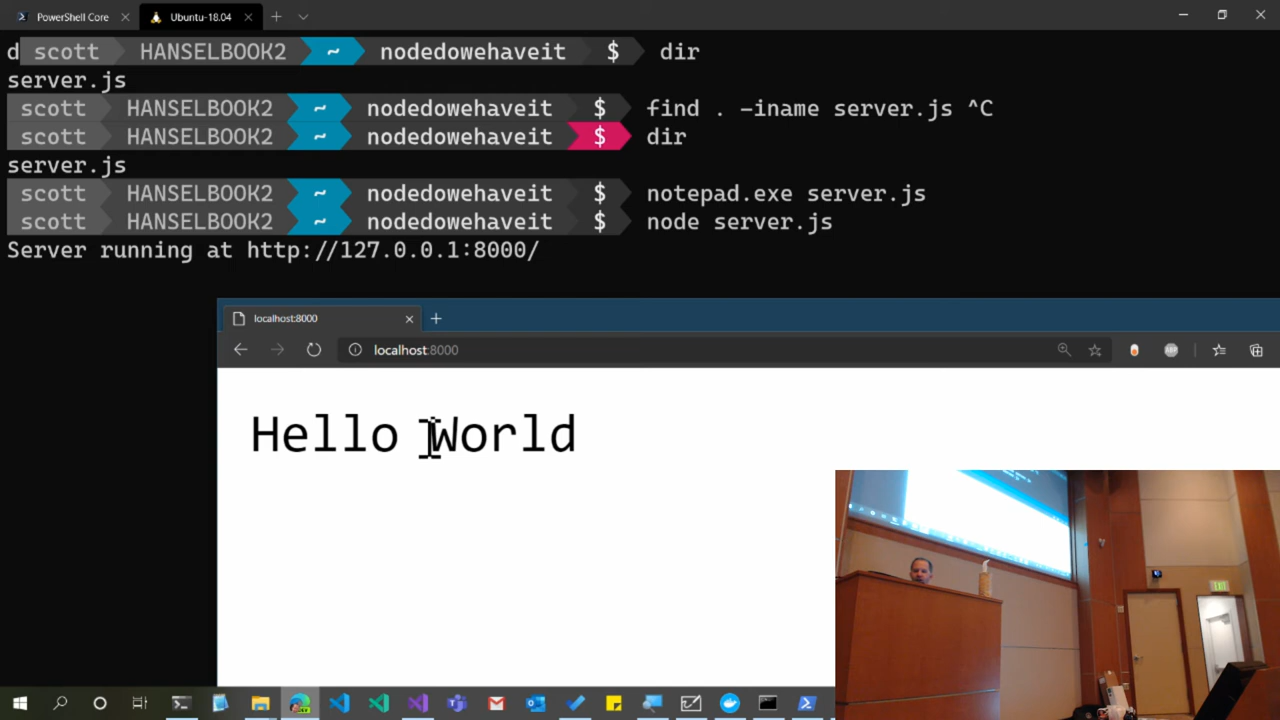 PowerShell Core
Ubuntu-18.04
d scott HANSELBOOK2 ~ nodedowehaveit $ dir
server.js
scott HANSELBOOK2 ~ nodedowehaveit $ find . -iname server.js ^C
scott HANSELBOOK2 ~ nodedowehaveit $ dir
server.js
scott HANSELBOOK2 ~ nodedowehaveit $ notepad.exe server.js
scott HANSELBOOK2 ~ nodedowehaveit $ node server.js
Server running at http://127.0.0.1:8000/
localhost:8000
localhost:8000
ABP
Hello World